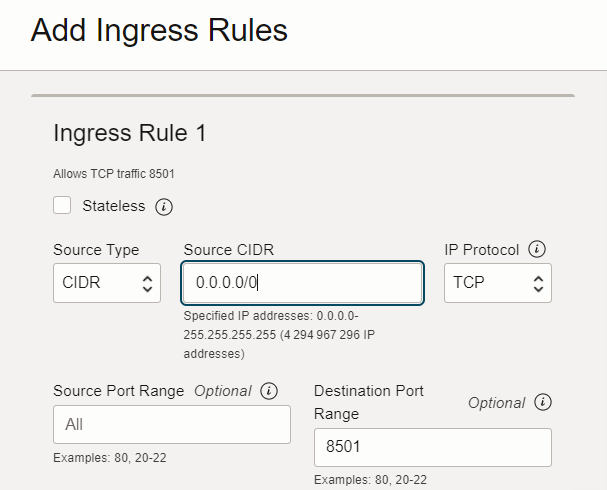 Add Ingress Rules
Ingress Rule 1
Allows TCP traffic 8501
Stateless i
Source Type Source CIDR IP Protocol i
CIDR 0.0.0.0/0 TCP
Specified IP addresses: 0.0.0.0-
255.255.255.255 (4 294 967 296 IP
addresses)
Source Port Range Optional i
Destination Port
Range Optional i
All
8501
Examples: 80, 20-22
Examples: 80, 20-22